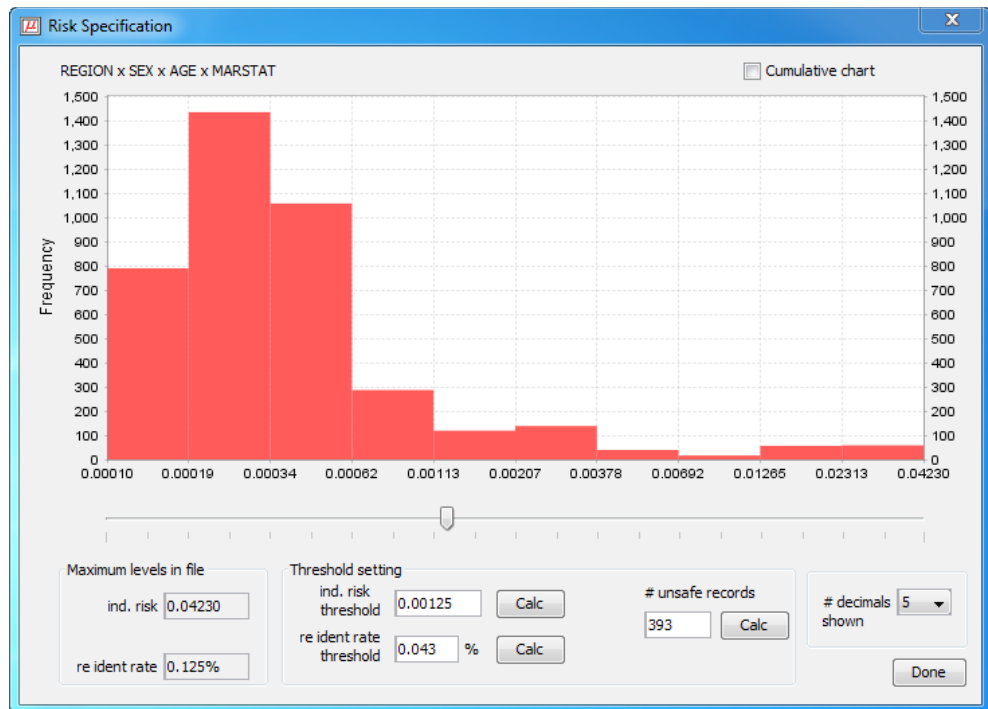 µ Risk Specification x
REGION x SEX x AGE x MARSTAT Cumulative chart
1,500 1,500
1,400 1,400
1,300 1,300
1,200 1,200
1,100 1,100
1,000 1,000
900 900
800 800
700 700
600 600
500 500
400 400
300 300
200 200
100 100
0 0
Frequency
0.00010 0.00019 0.00034 0.00062 0.00113 0.00207 0.00378 0.00692 0.01265 0.02313 0.04230
Maximum levels in file
ind. risk 0.04230
re ident rate 0.125%
Threshold setting
ind. risk
threshold 0.00125 Calc
re ident rate
threshold 0.043 % Calc
# unsafe records
393 Calc
# decimals
shown 5
Done